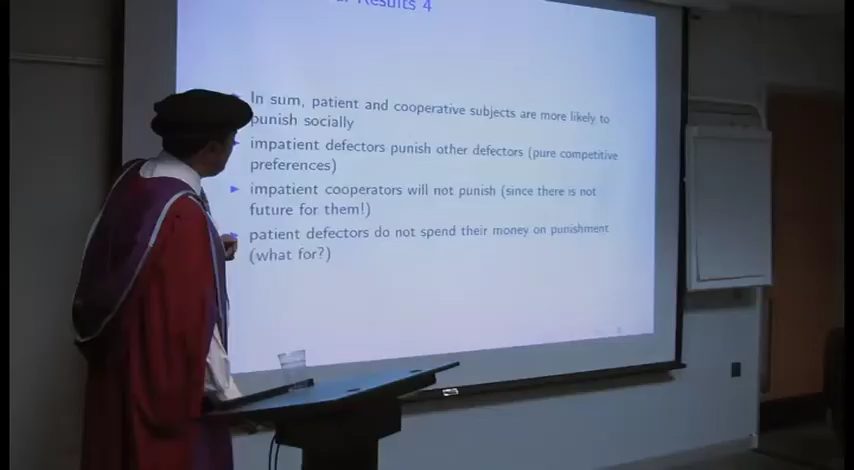 Results 4
In sum, patient and cooperative subjects are more likely to
punish socially
impatient defectors punish other defectors (pure competitive
preferences)
impatient cooperators will not punish (since there is not
future for them!)
patient defectors do not spend their money on punishment
(what for?)